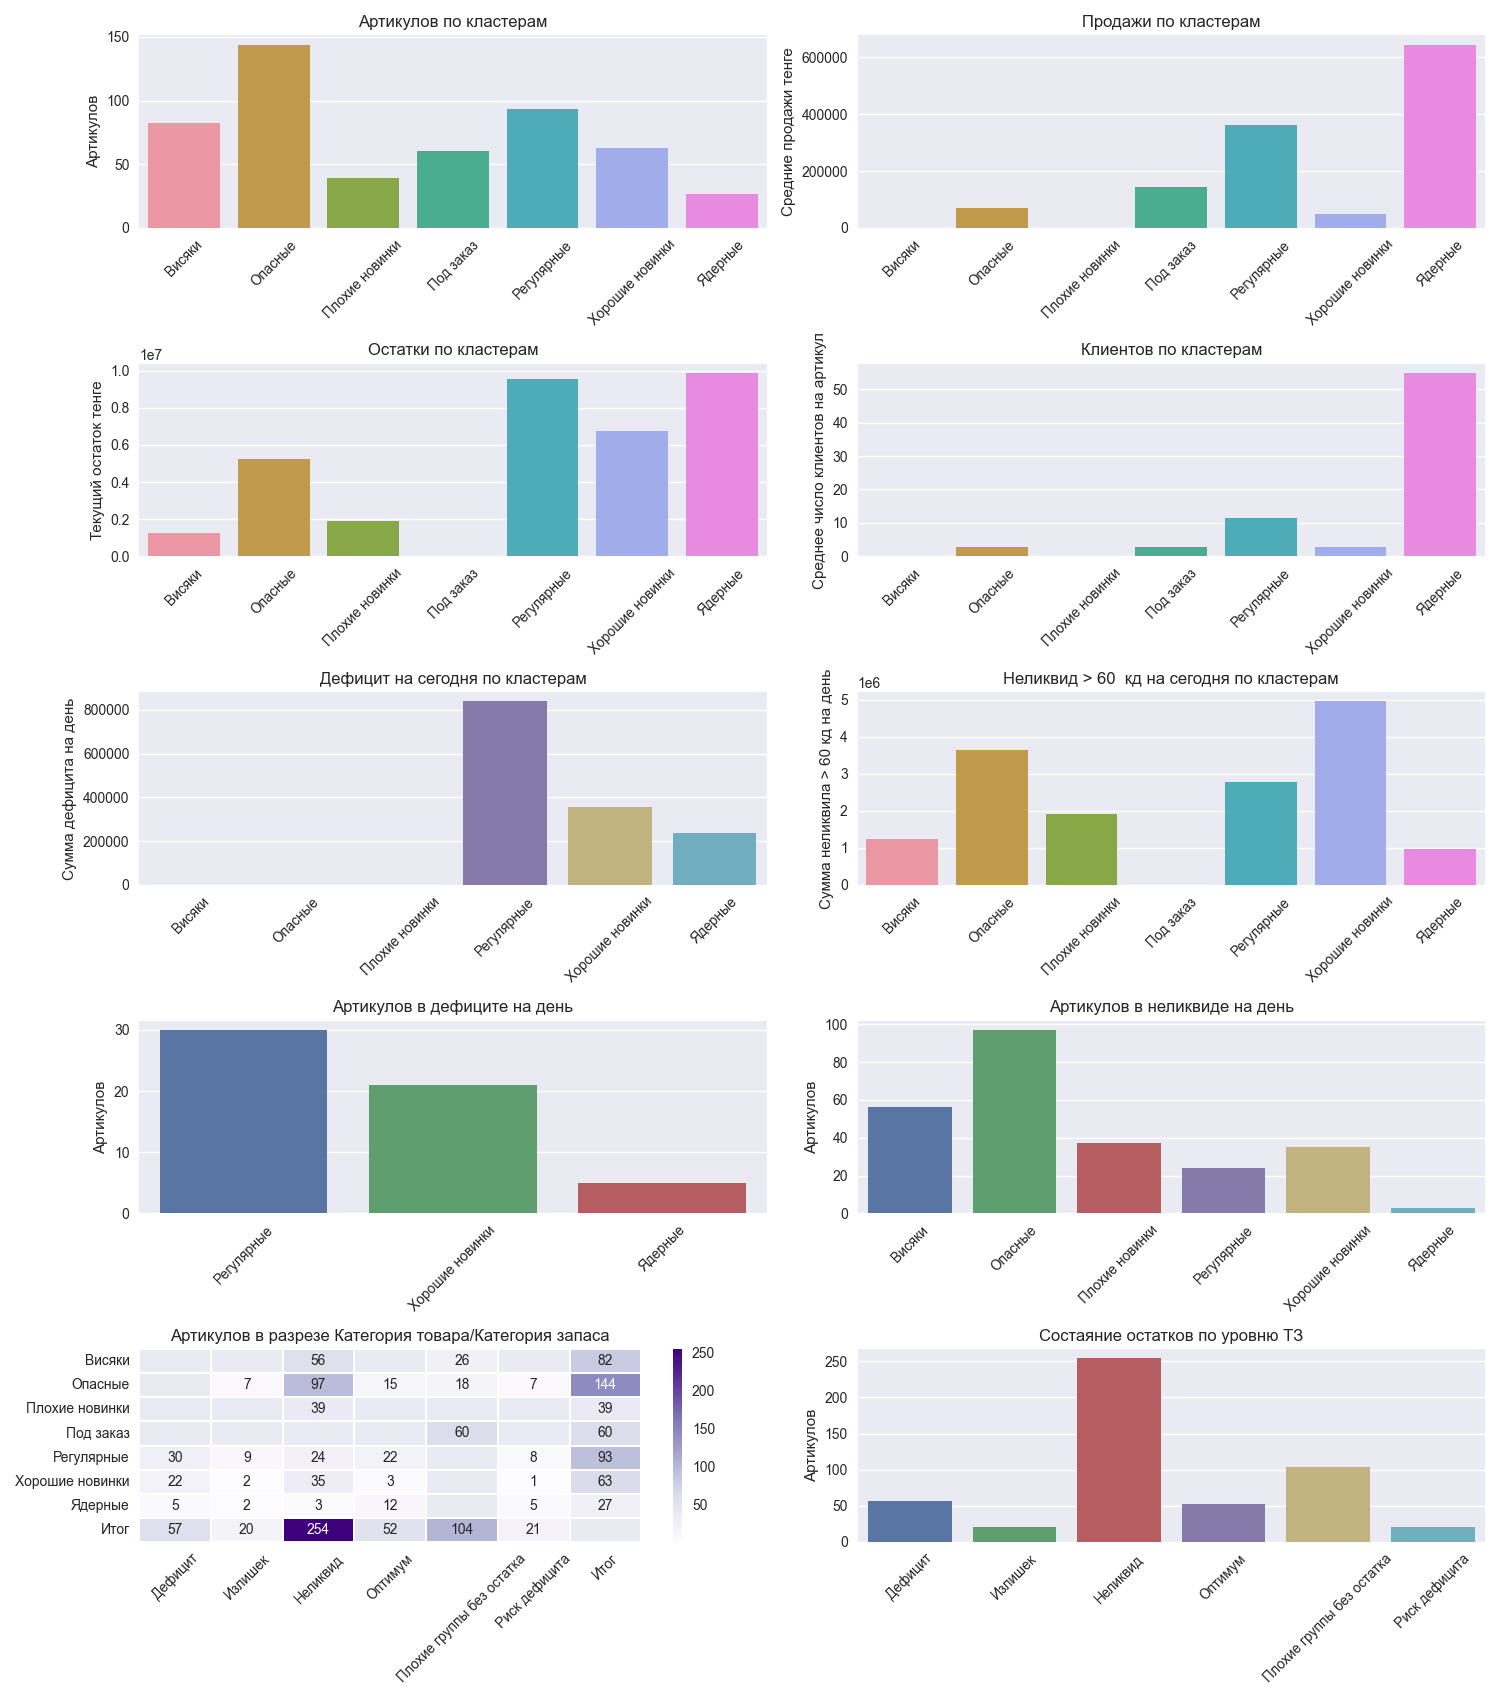 Артикулов по кластерам
Артикулов
150
100
50
0
Висяки
Опасные
Плохие новинки
Под заказ
Регулярные
Хорошие новинки
Ядерные
Продажи по кластерам
Средние продажи тенге
600000
400000
200000
0
Висяки
Опасные
Плохие новинки
Под заказ
Регулярные
Хорошие новинки
Ядерные
Остатки по кластерам
1e7
Текущий остаток тенге
1.0
0.8
0.6
0.4
0.2
0.0
Висяки
Опасные
Плохие новинки
Под заказ
Регулярные
Хорошие новинки
Ядерные
Клиентов по кластерам
Среднее число клиентов на артикул
50
40
30
20
10
0
Висяки
Опасные
Плохие новинки
Под заказ
Регулярные
Хорошие новинки
Ядерные
Дефицит на сегодня по кластерам
Сумма дефицита на день
800000
600000
400000
200000
0
Висяки
Опасные
Плохие новинки
Регулярные
Хорошие новинки
Ядерные
Неликвид > 60 кд на сегодня по кластерам
1e6
Сумма неликвила > 60 кд на день
5
4
3
2
1
0
Висяки
Опасные
Плохие новинки
Под заказ
Регулярные
Хорошие новинки
Ядерные
Артикулов в дефиците на день
Артикулов
30
20
10
0
Регулярные
Хорошие новинки
Ядерные
Артикулов в неликвиде на день
Артикулов
100
80
60
40
20
0
Висяки
Опасные
Плохие новинки
Регулярные
Хорошие новинки
Ядерные
Артикулов в разрезе Категория товара/Категория запаса
Висяки 56 26 82
Опасные 7 97 15 18 7 144
Плохие новинки 39 39
Под заказ 60 60
Регулярные 30 9 24 22 8 93
Хорошие новинки 22 2 35 3 1 63
Ядерные 5 2 3 12 5 27
Итог 57 20 254 52 104 21
Дефицит
Излишек
Неликвид
Оптимум
Плохие группы без остатка
Риск дефицита
Итог
250
200
150
100
50
Состаяние остатков по уровню ТЗ
Артикулов
250
200
150
100
50
0
Дефицит
Излишек
Неликвид
Оптимум
Плохие группы без остатка
Риск дефицита